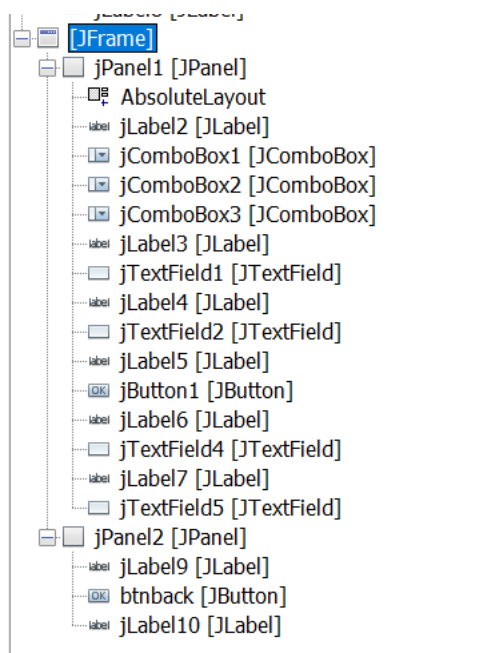 [JFrame]
jPanel1 [JPanel]
AbsoluteLayout
label jLabel2 [JLabel]
jComboBox1 [JComboBox]
jComboBox2 [JComboBox]
jComboBox3 [JComboBox]
label jLabel3 [JLabel]
jTextField1 [JTextField]
label jLabel4 [JLabel]
jTextField2 [JTextField]
label jLabel5 [JLabel]
OK jButton1 [JButton]
label jLabel6 [JLabel]
jTextField4 [JTextField]
label jLabel7 [JLabel]
jTextField5 [JTextField]
jPanel2 [JPanel]
label jLabel9 [JLabel]
OK btnback [JButton]
label jLabel10 [JLabel]